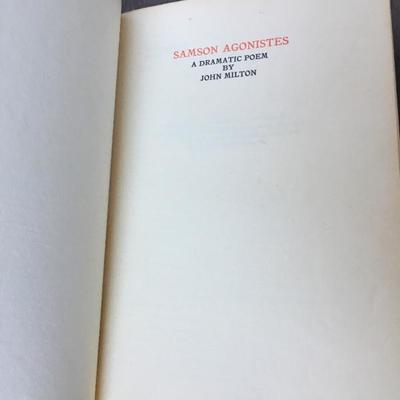 SAMSON AGONISTES
A DRAMATIC POEM
BY
JOHN MILTON